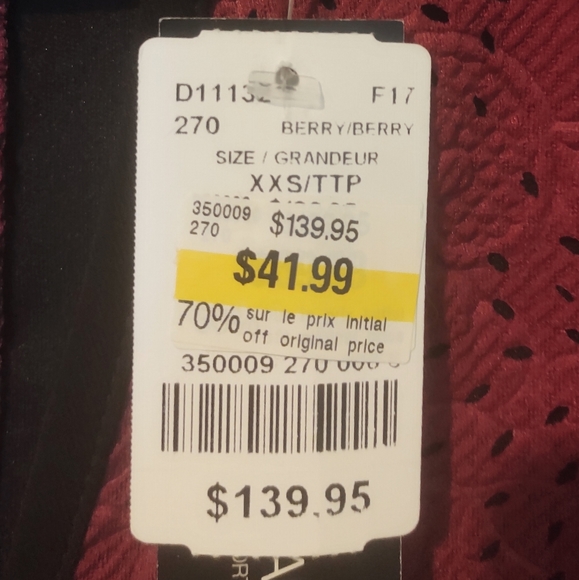 F17
270 BERRY/BERRY
SIZE / GRANDEUR
XXS/TTP
350009 $139.95
270
$41.99
70% sur le prix initial
off original price
350009 270
$139.95
A